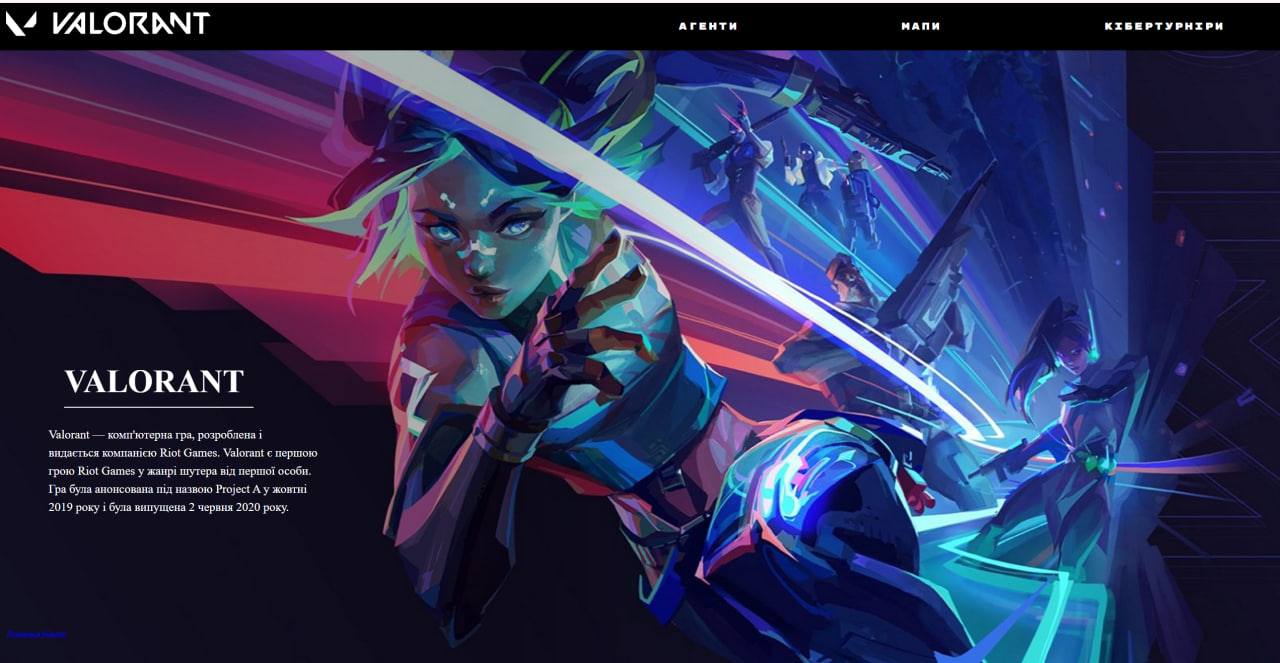 VALORANT
АГЕНТИ
МАПИ
КІБЕРТУРНІРИ
VALORANT
Valorant — комп'ютерна гра, розроблена і
видається компанією Riot Games. Valorant є першою
грою Riot Games у жанрі шутера від першої особи.
Гра була анонсована під назвою Project A у жовтні
2019 року і була випущена 2 червня 2020 року.